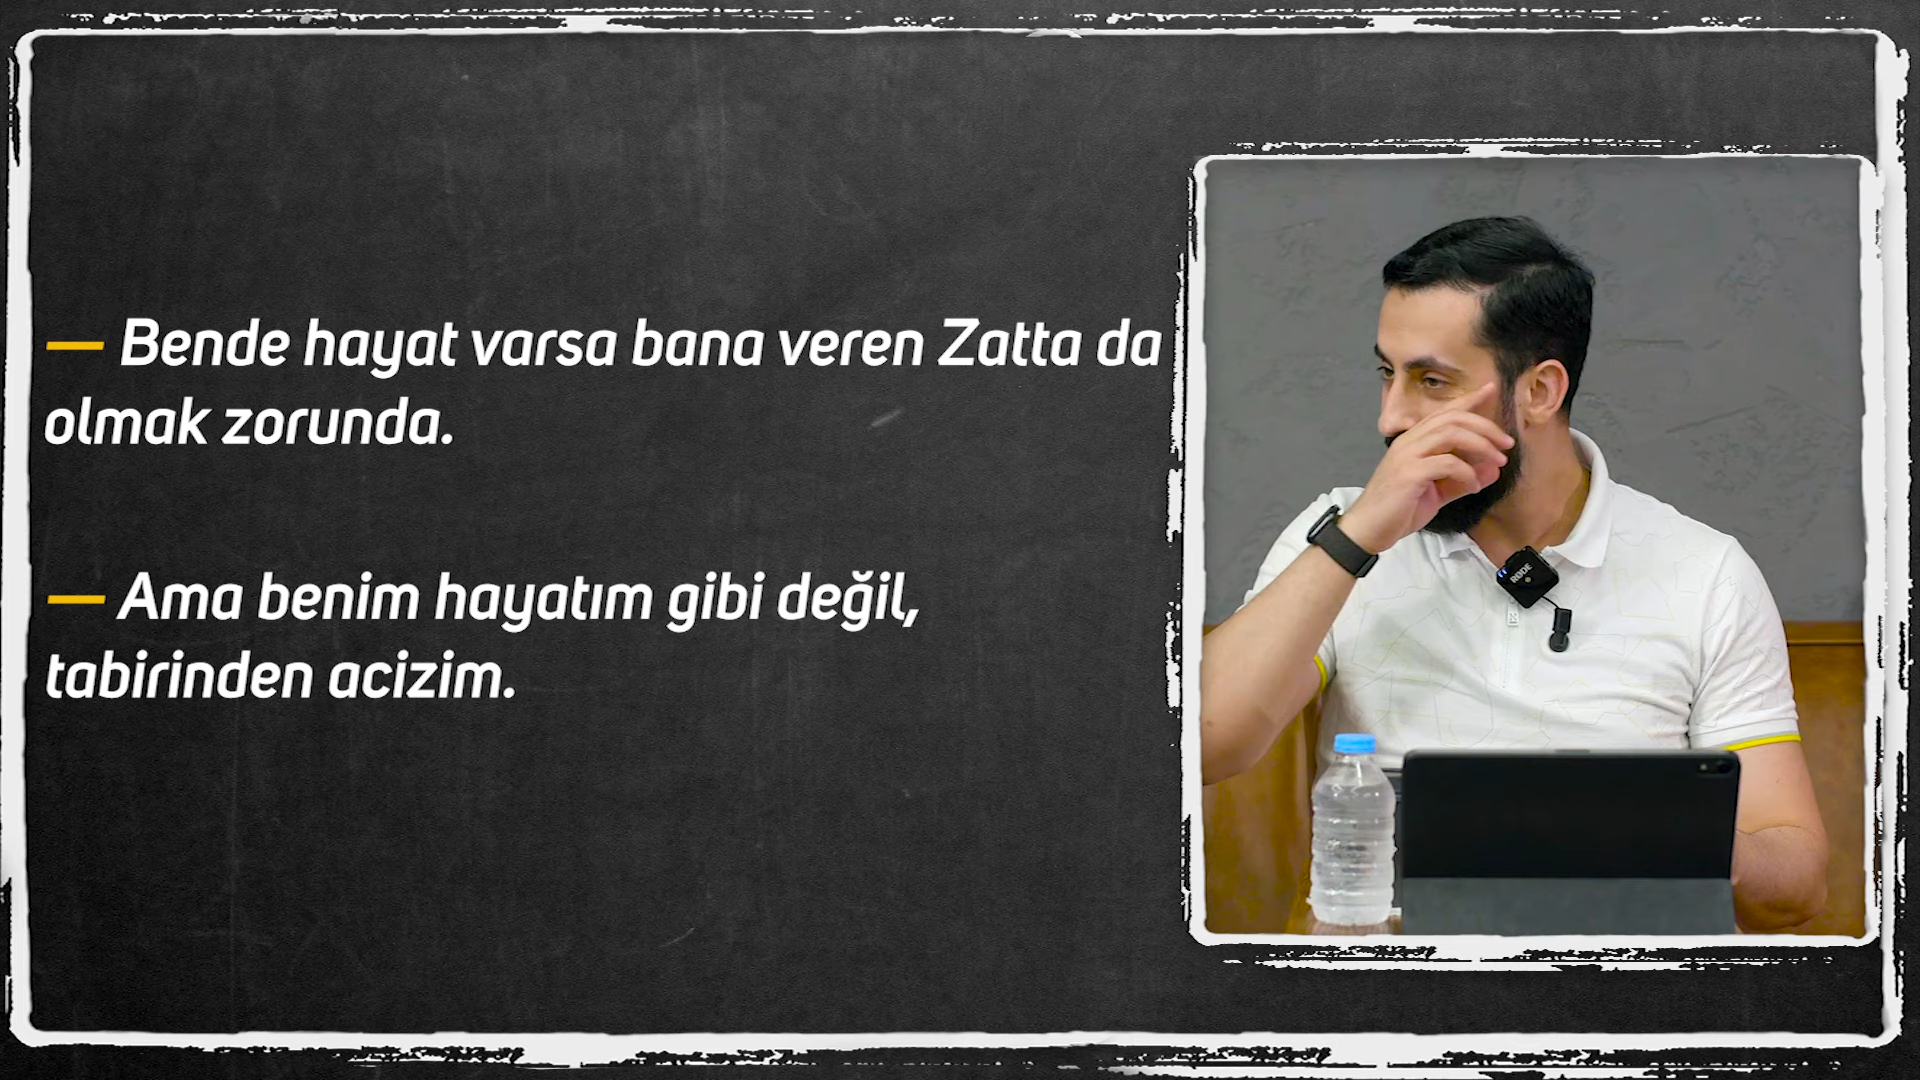 — Bende hayat varsa bana veren Zatta da
olmak zorunda.
— Ama benim hayatım gibi değil,
tabirinden acizim.
RØDE